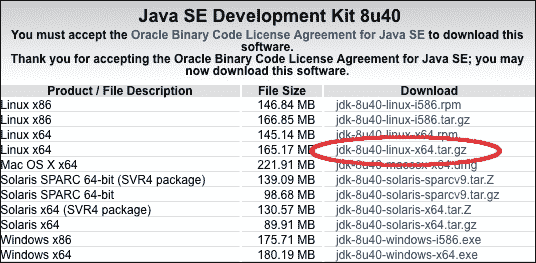 Java SE Development Kit 8u40
You must accept the Oracle Binary Code License Agreement for Java SE to download this
software.
Thank you for accepting the Oracle Binary Code License Agreement for Java SE; you may
now download this software.
Product / File Description File Size Download
Linux x86 146.84 MB jdk-8u40-linux-i586.rpm
Linux x86 166.85 MB jdk-8u40-linux-i586.tar.gz
Linux x64 145.14 MB jdk-8u40-linux-x64.rpm
Linux x64 165.17 MB jdk-8u40-linux-x64.tar.gz
Mac OS X x64 221.91 MB jdk-8u40-macosx-x64.dmg
Solaris SPARC 64-bit (SVR4 package) 139.09 MB jdk-8u40-solaris-sparcv9.tar.Z
Solaris SPARC 64-bit 98.68 MB jdk-8u40-solaris-sparcv9.tar.gz
Solaris x64 (SVR4 package) 130.57 MB jdk-8u40-solaris-x64.tar.Z
Solaris x64 89.91 MB jdk-8u40-solaris-x64.tar.gz
Windows x86 175.71 MB jdk-8u40-windows-i586.exe
Windows x64 180.19 MB jdk-8u40-windows-x64.exe